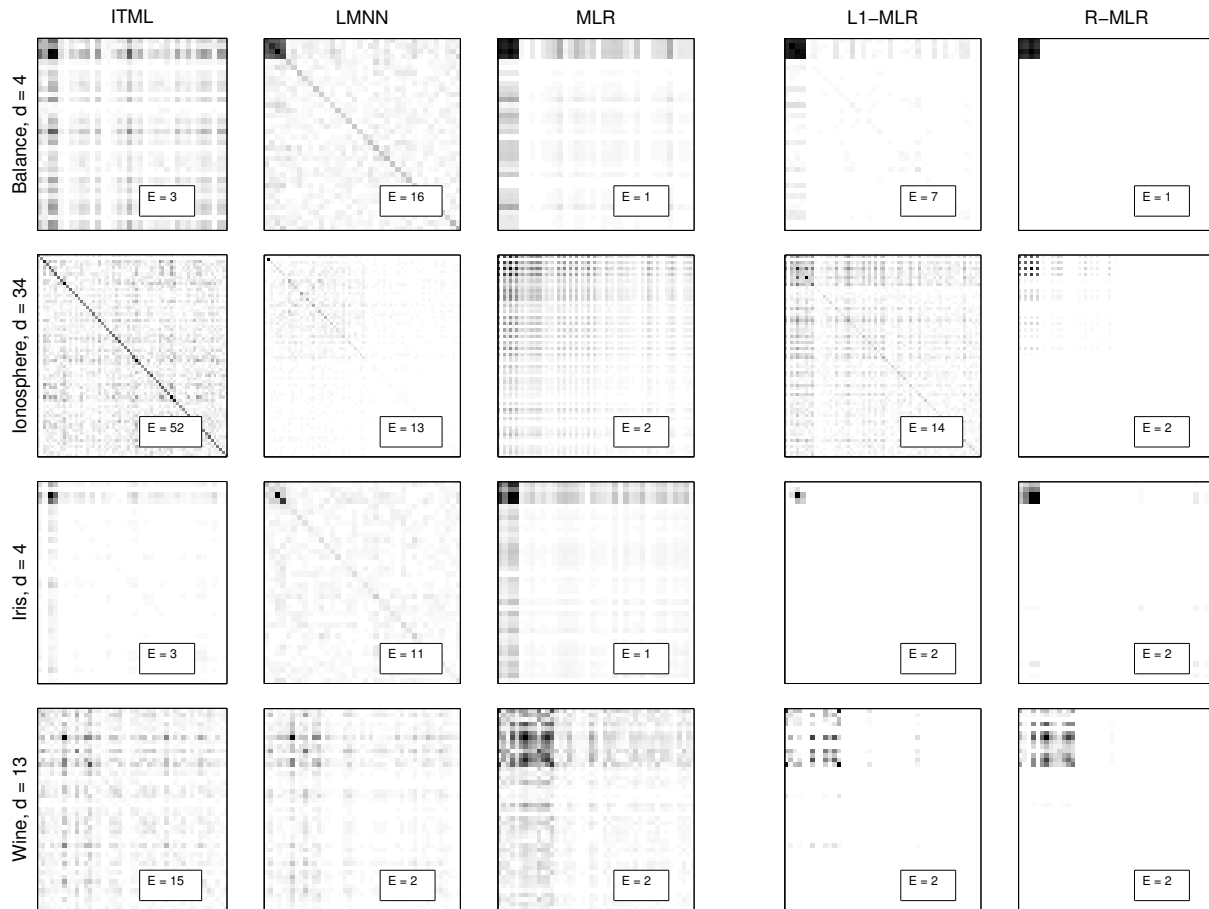 ITML LMNN MLR L1−MLR R−MLR
Balance, d = 4
E = 3 E = 16 E = 1 E = 7 E = 1
Ionosphere, d = 34
E = 52 E = 13 E = 2 E = 14 E = 2
Iris, d = 4
E = 3 E = 11 E = 1 E = 2 E = 2
Wine, d = 13
E = 15 E = 2 E = 2 E = 2 E = 2